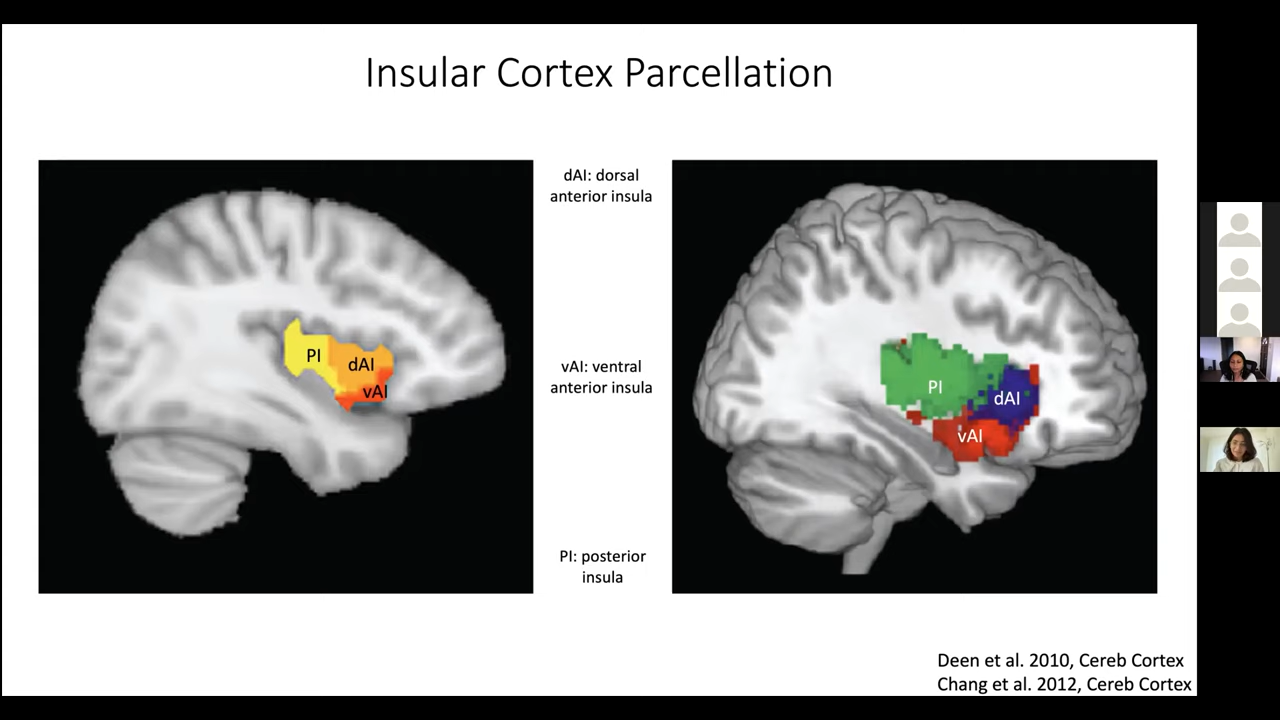 Insular Cortex Parcellation
PI
dAI
vAI
dAI: dorsal
anterior insula
vAI: ventral
anterior insula
PI: posterior
insula
PI
dAI
vAI
Deen et al. 2010, Cereb Cortex
Chang et al. 2012, Cereb Cortex